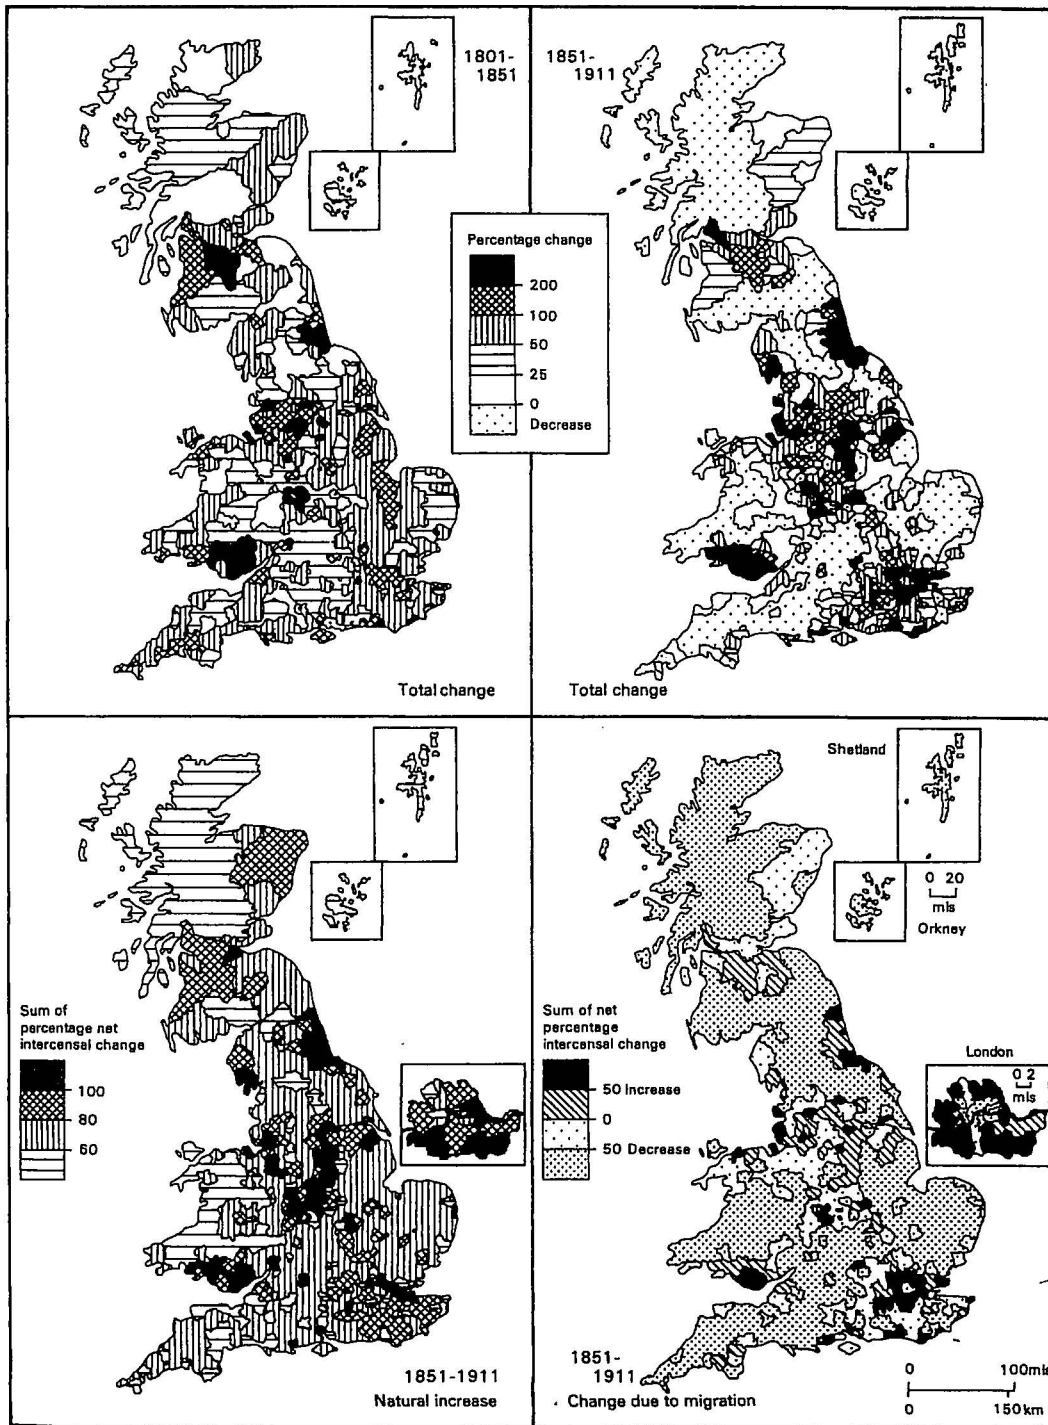 1801-
1851
Total change
1851-
1911
Total change
Percentage change
200
100
50
25
0
Decrease
Sum of
percentage net
intercensal change
100
80
60
1851-1911
Natural increase
Shetland
0 20
mls
Orkney
Sum of net
percentage
intercensal change
50 Increase
0
50 Decrease
London
0 2
mls
1851-
1911
Change due to migration
0 100mls
0 150km